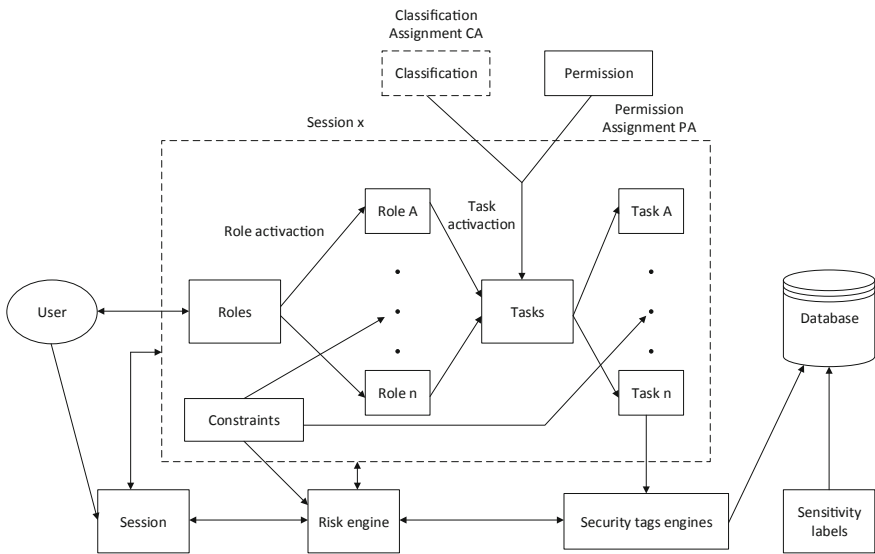 Classification
Assignment CA
Classification
Permission
Permission
Assignment PA
Session x
Role A
Task
activaction
Task A
Role activaction
User
Roles
Tasks
Database
Role n
Task n
Constraints
Session
Risk engine
Security tags engines
Sensitivity
labels